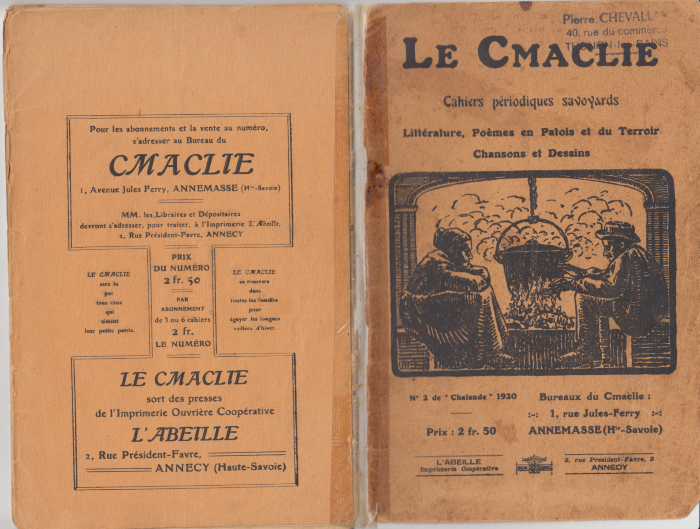 Pour les abonnements et la vente au numéro,
s'adresser au Bureau du
CMACLIE
1, Avenue Jules Ferry, ANNEMASSE (Hte-Savoie)
MM. les Libraires et Dépositaires
devront s'adresser, pour traiter, à l'Imprimerie L'Abeille,
2, Rue Président-Favre, ANNECY
LE CMACLIE
sera lu
par
tous ceux
qui
aiment
leur petite patrie.
PRIX
DU NUMÉRO
2 fr. 50
PAR
ABONNEMENT
de 3 ou 6 cahiers
2 fr.
LE NUMÉRO
LE CMACLIE
se trouvera
dans
toutes les familles
pour
égayer les longues
veillées d'hiver.
LE CMACLIE
sort des presses
de l'Imprimerie Ouvrière Coopérative
L'ABEILLE
2, Rue Président-Favre,
ANNECY (Haute-Savoie)
Pierre
40, rue du commerce
LE CMACLIE
Cahiers périodiques savoyards
Littérature, Poèmes en Patois et du Terroir
Chansons et Dessins
N° 2 de "Chalande" 1920
Prix : 2 fr. 50
Bureaux du Cmaclie :
:-: 1, rue Jules-Ferry :-:
ANNEMASSE (Hte-Savoie)
L'ABEILLE
Imprimerie Coopérative
2, rue Président-Favre, 2
ANNECY